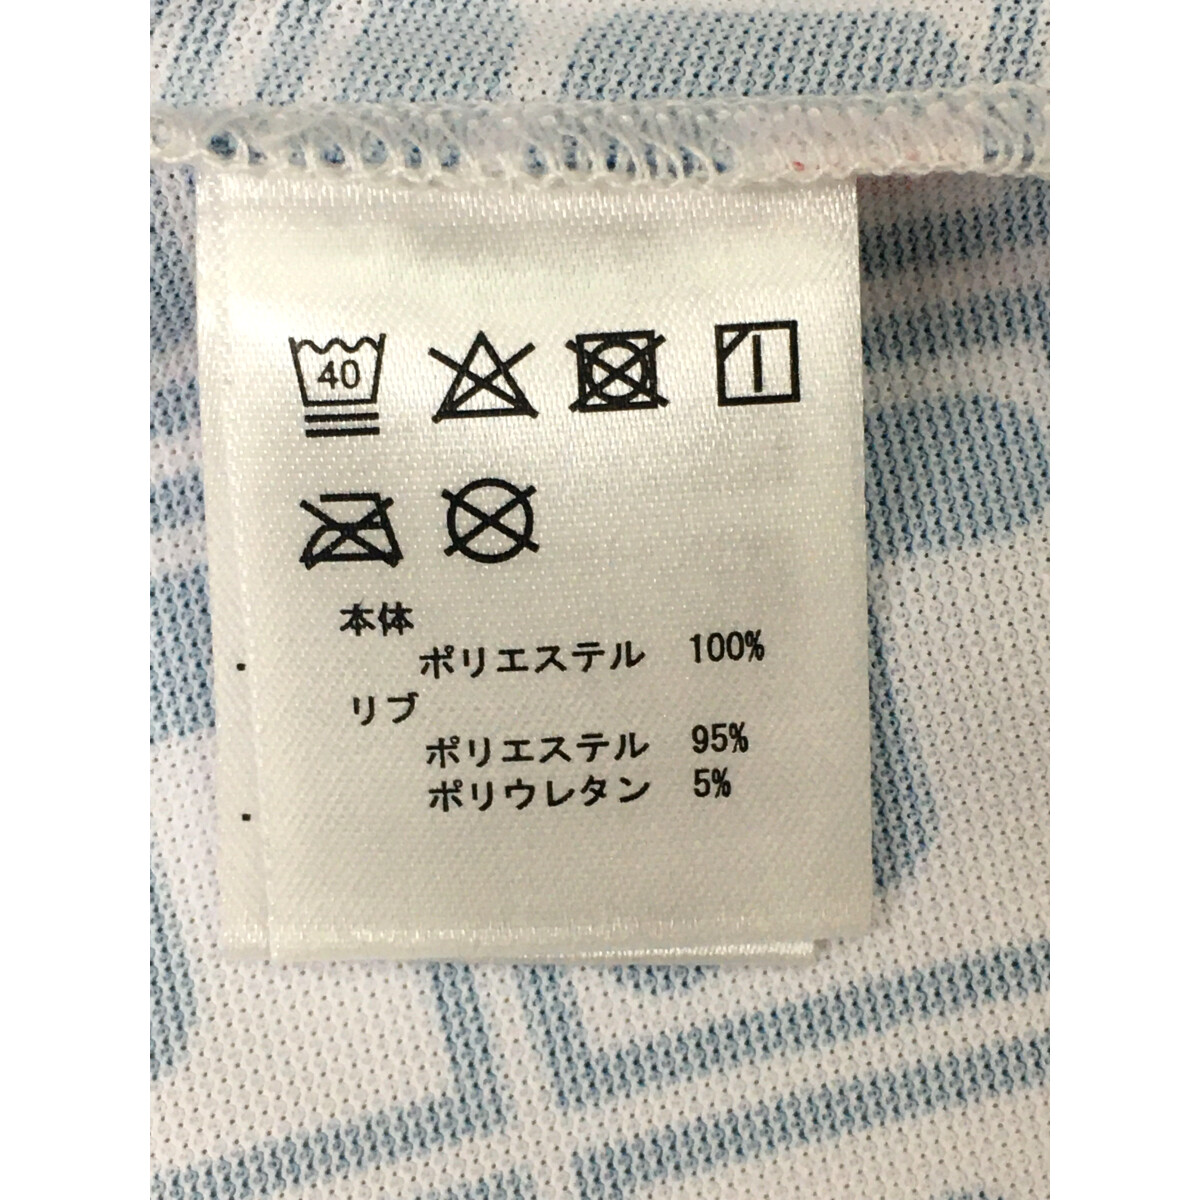 40
本体
ポリエステル 100%
リブ
ポリエステル 95%
ポリウレタン 5%